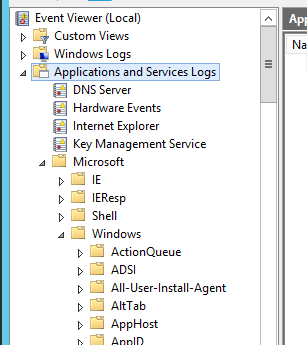 Event Viewer (Local)
Custom Views
Windows Logs
Applications and Services Logs
DNS Server
Hardware Events
Internet Explorer
Key Management Service
Microsoft
IE
IEResp
Shell
Windows
ActionQueue
ADSI
All-User-Install-Agent
AltTab
AppHost
AppID
App
Na